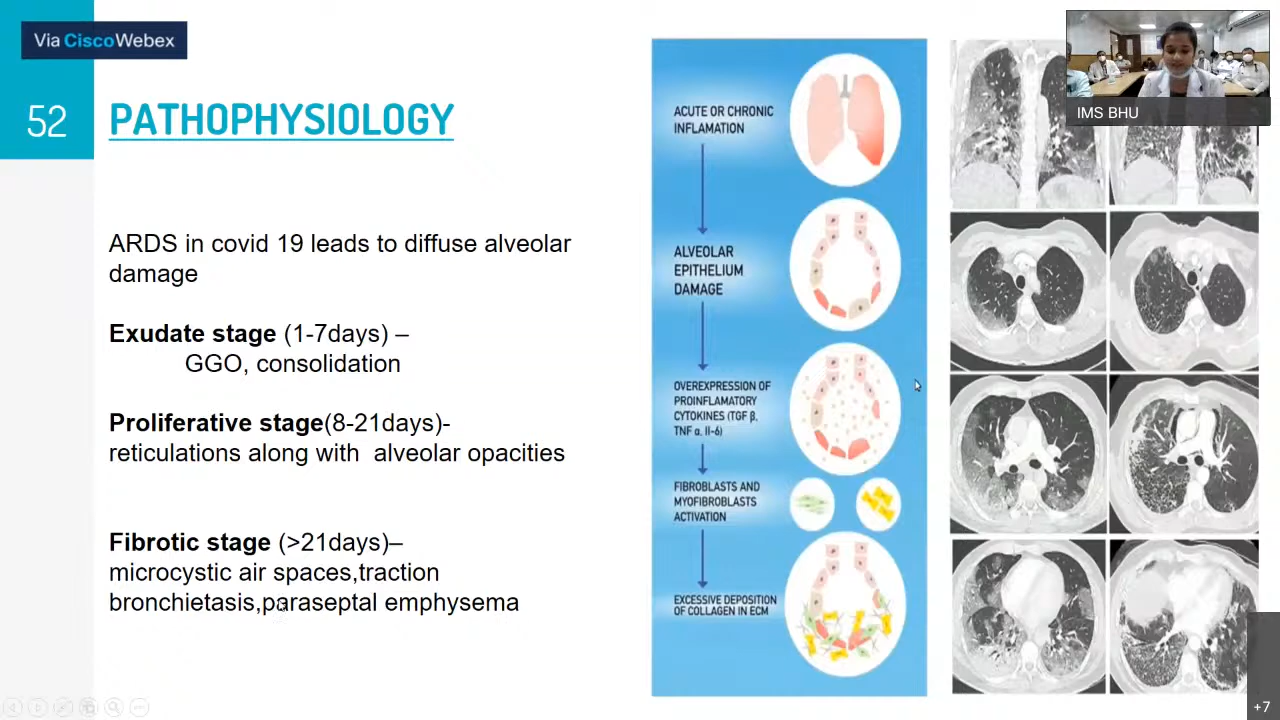 Via CiscoWebex
52
PATHOPHYSIOLOGY
ARDS in covid 19 leads to diffuse alveolar
damage
Exudate stage (1-7days) –
GGO, consolidation
Proliferative stage(8-21days)-
reticulations along with alveolar opacities
Fibrotic stage (>21days)–
microcystic air spaces,traction
bronchietasis,paraseptal emphysema
ACUTE OR CHRONIC
INFLAMATION
ALVEOLAR
EPITHELIUM
DAMAGE
OVEREXPRESSION OF
PROINFLAMATORY
CYTOKINES (TGF β,
TNF α, Il-6)
FIBROBLASTS AND
MYOFIBROBLASTS
ACTIVATION
EXCESSIVE DEPOSITION
OF COLLAGEN IN ECM
IMS BHU
+7